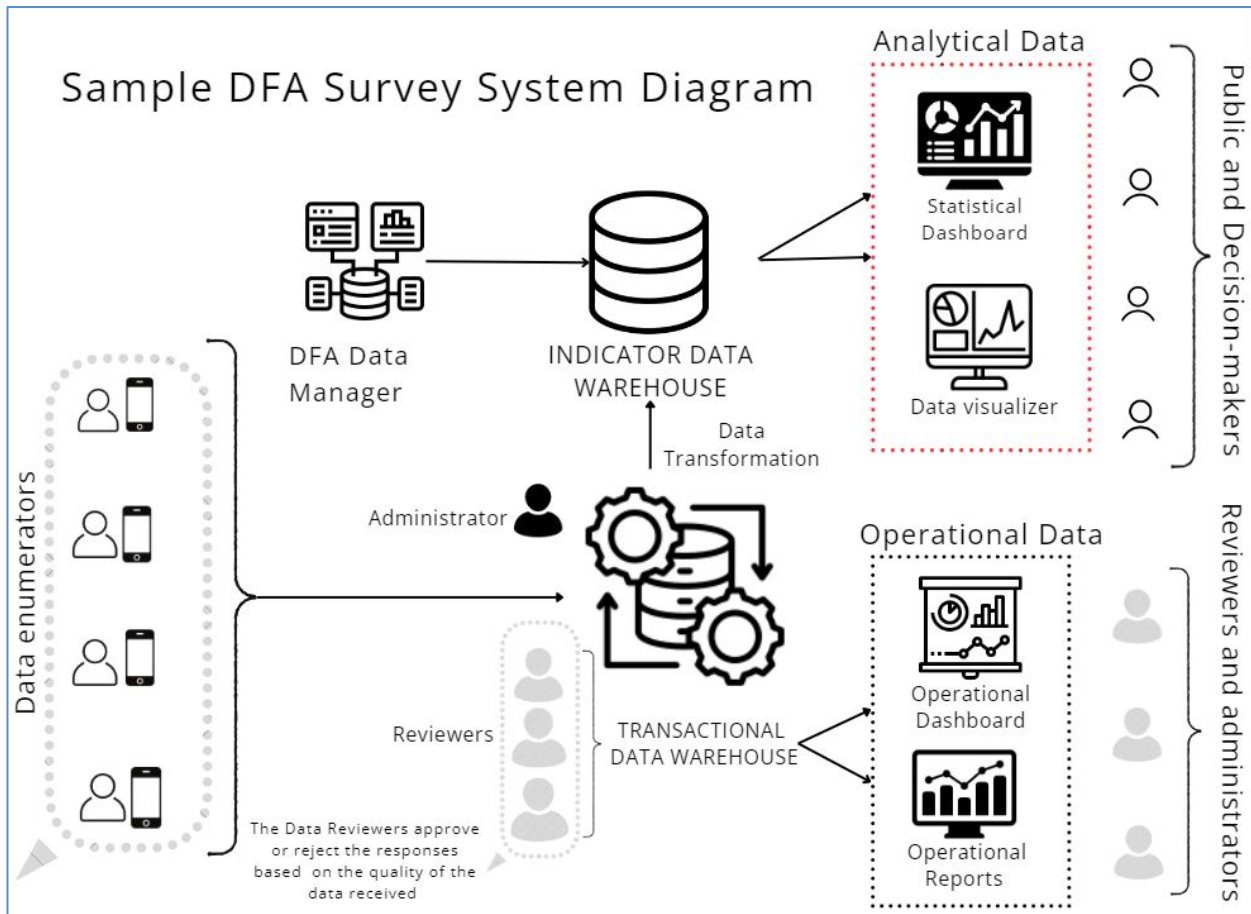 Sample DFA Survey System Diagram
Analytical Data
Statistical
Dashboard
Data visualizer
Public and Decision-makers
DFA Data
Manager
INDICATOR DATA
WAREHOUSE
Data
Transformation
Data enumerators
Administrator
Reviewers
The Data Reviewers approve
or reject the responses
based on the quality of the
data received
TRANSACTIONAL
DATA WAREHOUSE
Operational Data
Operational
Dashboard
Operational
Reports
Reviewers and administrators